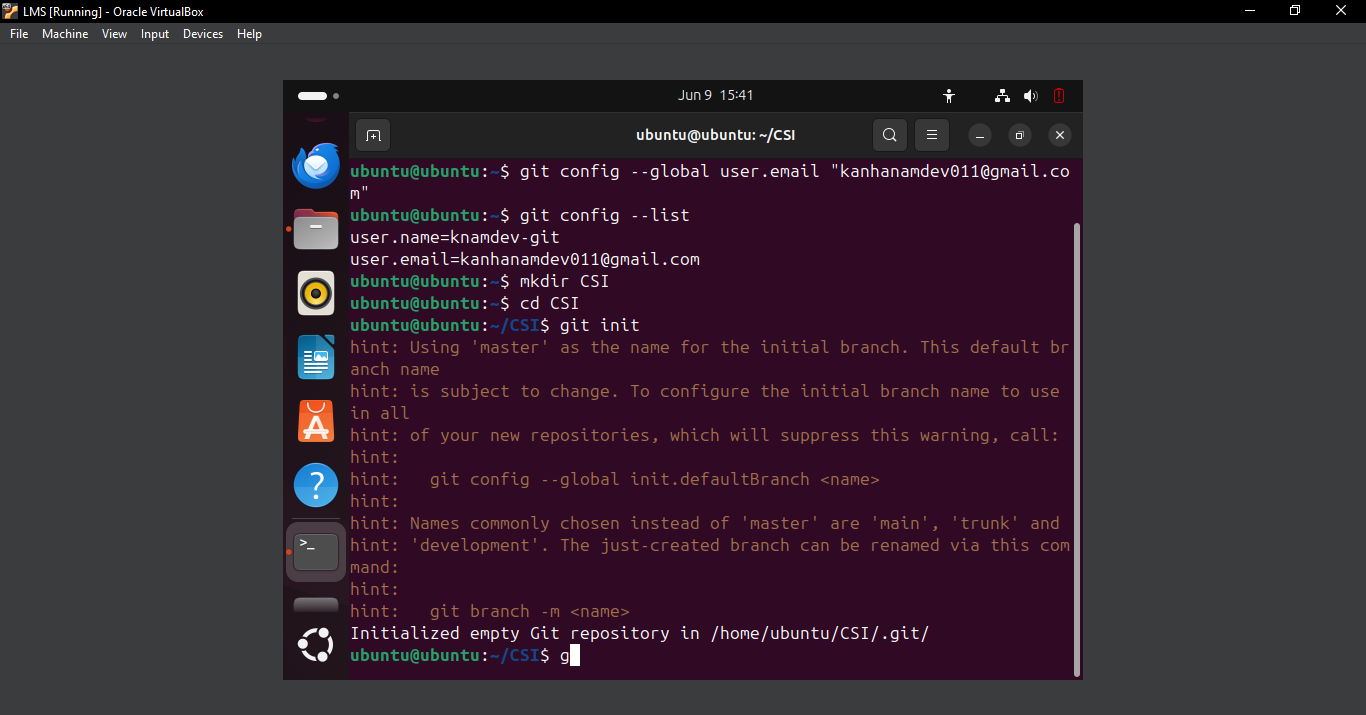 LMS [Running] - Oracle VirtualBox
File Machine View Input Devices Help
Jun 9 15:41
ubuntu@ubuntu: ~/CSI
ubuntu@ubuntu:~$ git config --global user.email "kanhanamdev011@gmail.co
m"
ubuntu@ubuntu:~$ git config --list
user.name=knamdev-git
user.email=kanhanamdev011@gmail.com
ubuntu@ubuntu:~$ mkdir CSI
ubuntu@ubuntu:~$ cd CSI
ubuntu@ubuntu:~/CSI$ git init
hint: Using 'master' as the name for the initial branch. This default br
anch name
hint: is subject to change. To configure the initial branch name to use
in all
hint: of your new repositories, which will suppress this warning, call:
hint:
hint:   git config --global init.defaultBranch <name>
hint:
hint: Names commonly chosen instead of 'master' are 'main', 'trunk' and
hint: 'development'. The just-created branch can be renamed via this com
mand:
hint:
hint:   git branch -m <name>
Initialized empty Git repository in /home/ubuntu/CSI/.git/
ubuntu@ubuntu:~/CSI$ g